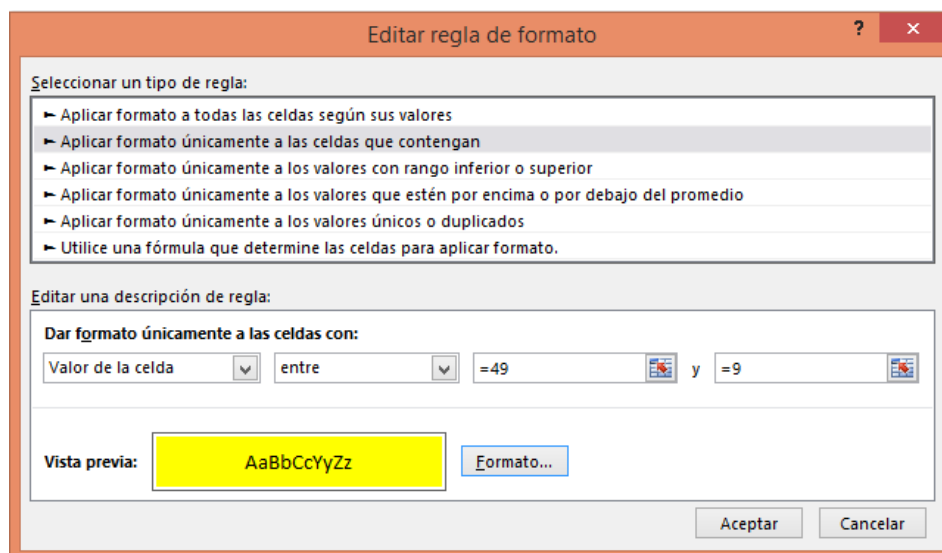 Editar regla de formato ? ×
Seleccionar un tipo de regla:
► Aplicar formato a todas las celdas según sus valores
► Aplicar formato únicamente a las celdas que contengan
► Aplicar formato únicamente a los valores con rango inferior o superior
► Aplicar formato únicamente a los valores que estén por encima o por debajo del promedio
► Aplicar formato únicamente a los valores únicos o duplicados
► Utilice una fórmula que determine las celdas para aplicar formato.
Editar una descripción de regla:
Dar formato únicamente a las celdas con:
Valor de la celda entre =49 y =9
Vista previa: AaBbCcYyZz Formato...
Aceptar Cancelar